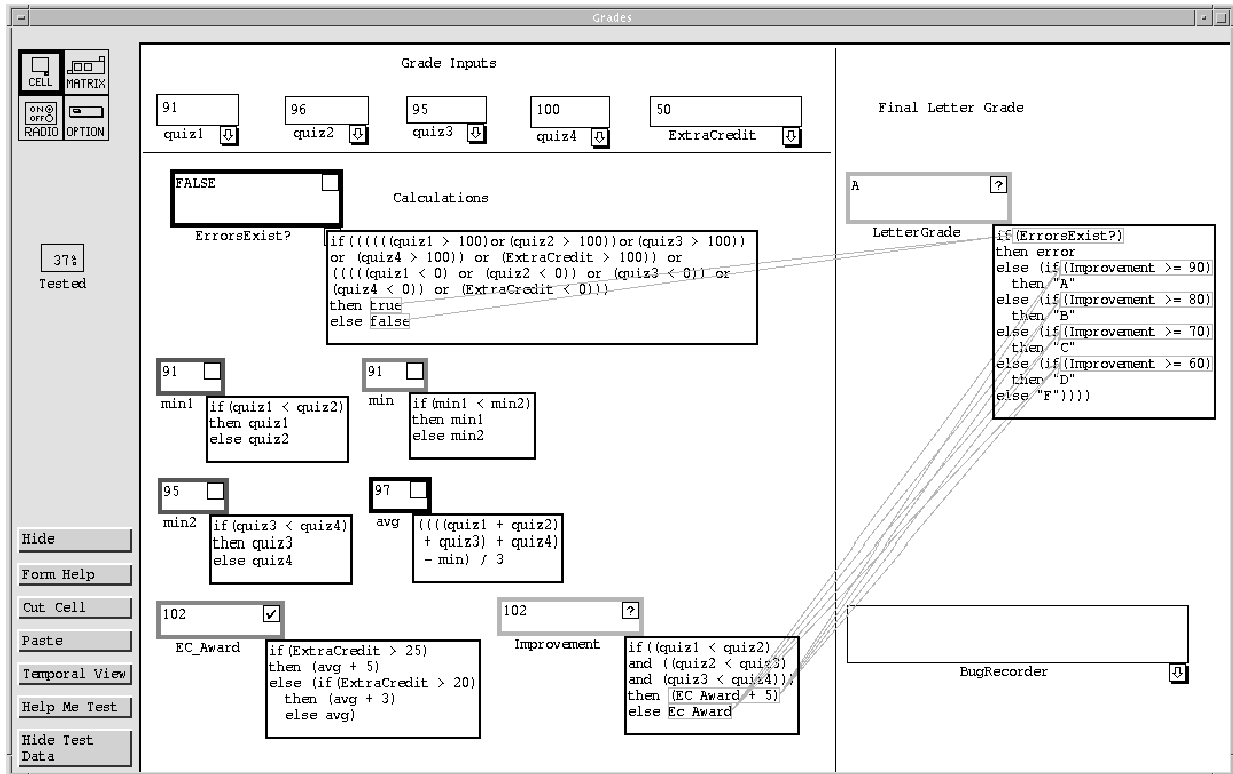 Grades
CELL
MATRIX
ON
OFF
RADIO
OPTION
37%
Tested
Hide
Form Help
Cut Cell
Paste
Temporal View
Help Me Test
Hide Test
Data
Grade Inputs
91
quiz1
96
quiz2
95
quiz3
100
quiz4
50
ExtraCredit
FALSE
ErrorsExist?
Calculations
if((((((quiz1 > 100)or(quiz2 > 100))or(quiz3 > 100))
or (quiz4 > 100)) or (ExtraCredit > 100)) or
(((((quiz1 < 0) or (quiz2 < 0)) or (quiz3 < 0)) or
(quiz4 < 0)) or (ExtraCredit < 0)))
then true
else false
91
min1
if(quiz1 < quiz2)
then quiz1
else quiz2
91
min
if(min1 < min2)
then min1
else min2
95
min2
if(quiz3 < quiz4)
then quiz3
else quiz4
97
avg
((((quiz1 + quiz2)
+ quiz3) + quiz4)
- min) / 3
102
EC_Award
if(ExtraCredit > 25)
then (avg + 5)
else (if(ExtraCredit > 20)
then (avg + 3)
else avg)
102
?
Improvement
if((quiz1 < quiz2)
and ((quiz2 < quiz3)
and (quiz3 < quiz4)))
then (EC_Award + 5)
else Ec_Award
Final Letter Grade
A
?
LetterGrade
if(ErrorsExist?)
then error
else (if(Improvement >= 90)
then "A"
else (if(Improvement >= 80)
then "B"
else (if(Improvement >= 70)
then "C"
else (if(Improvement >= 60)
then "D"
else "F"))))
BugRecorder